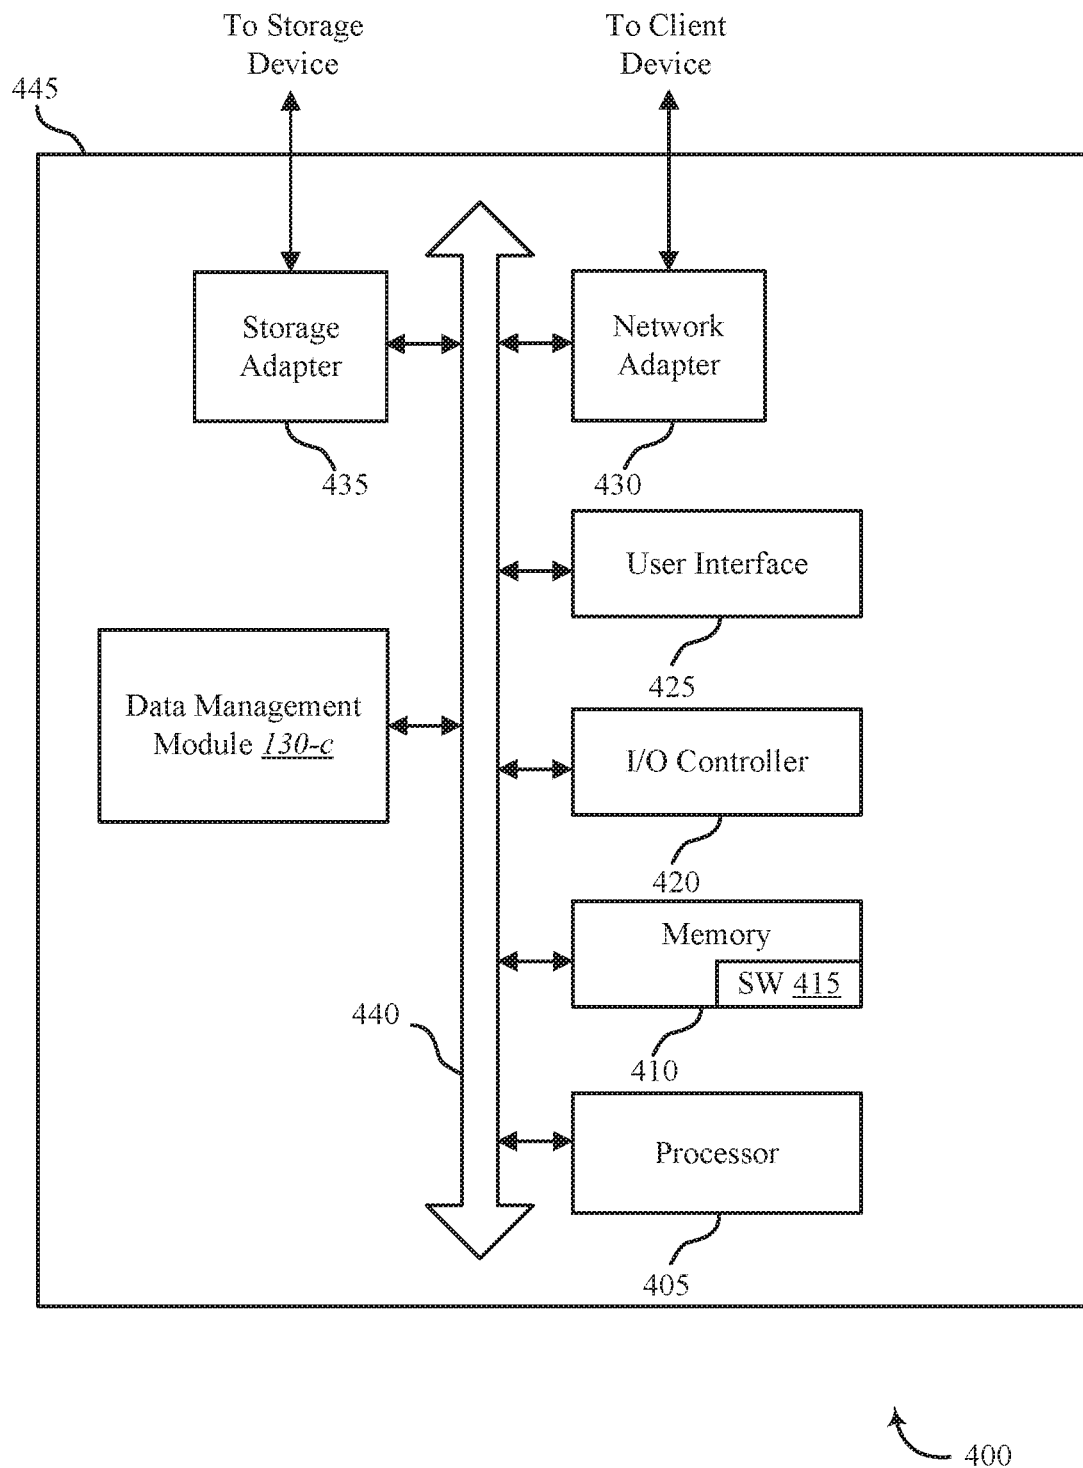 To Storage
Device
To Client
Device
445
Storage
Adapter
Network
Adapter
435
430
User Interface
425
Data Management
Module 130-c
I/O Controller
420
Memory
SW 415
440
410
Processor
405
400